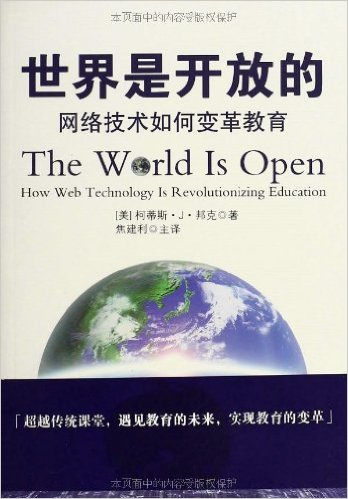 本页面中的内容受版权保护
世界是开放的
网络技术如何变革教育
The World Is Open
How Web Technology Is Revolutionizing Education
[美]柯蒂斯·J·邦克 著
焦建利 主译
「超越传统课堂，遇见教育的未来，实现教育的变革」
本页面中的内容受版权保护